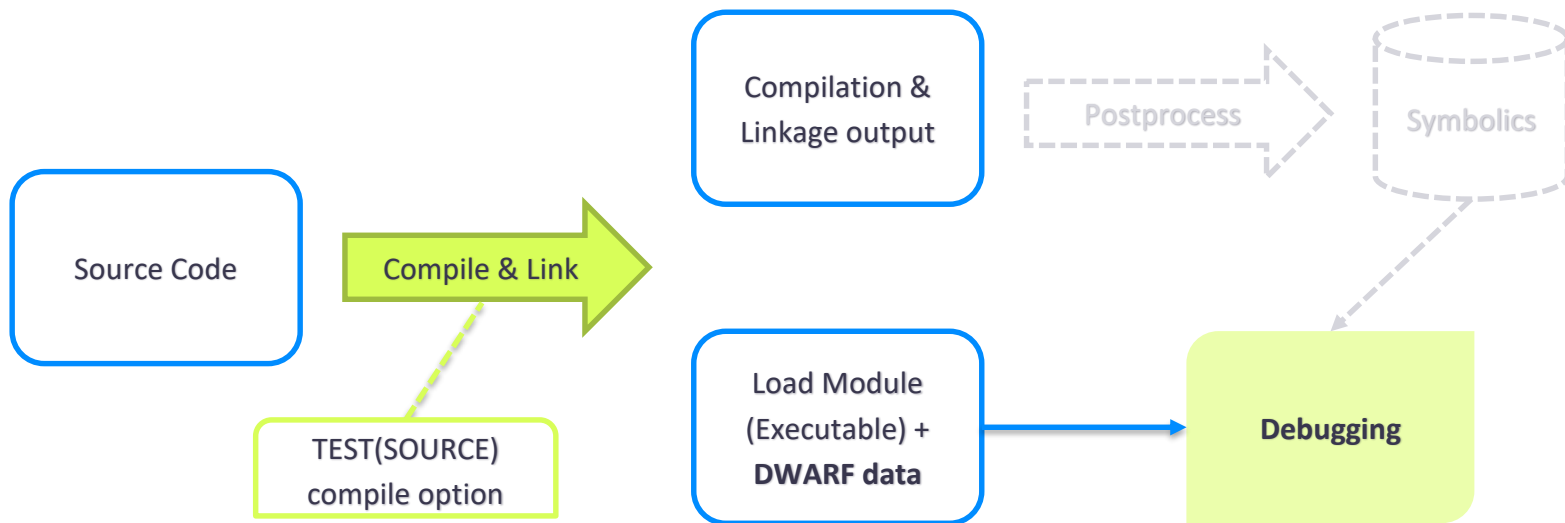 Compilation &
Linkage output
Postprocess
Symbolics
Source Code
Compile & Link
TEST(SOURCE)
compile option
Load Module
(Executable) +
DWARF data
Debugging